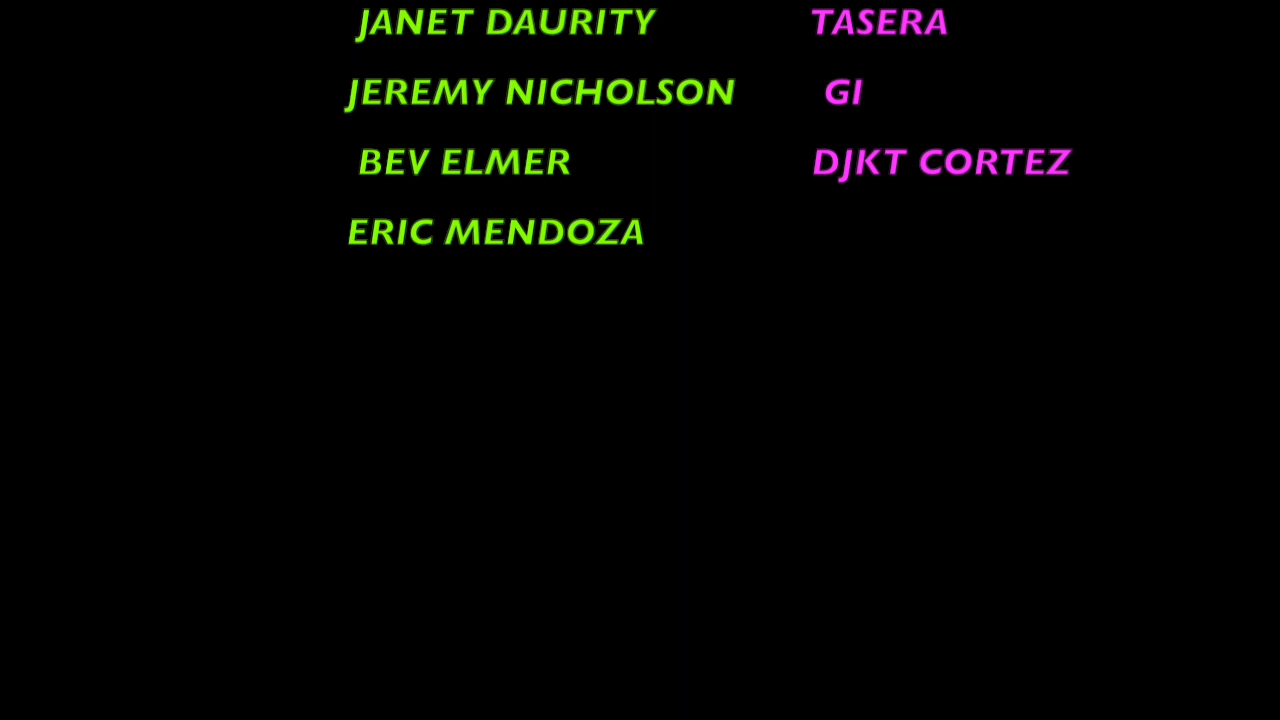 JANET DAURITY TASERA
JEREMY NICHOLSON GI
BEV ELMER DJKT CORTEZ
ERIC MENDOZA